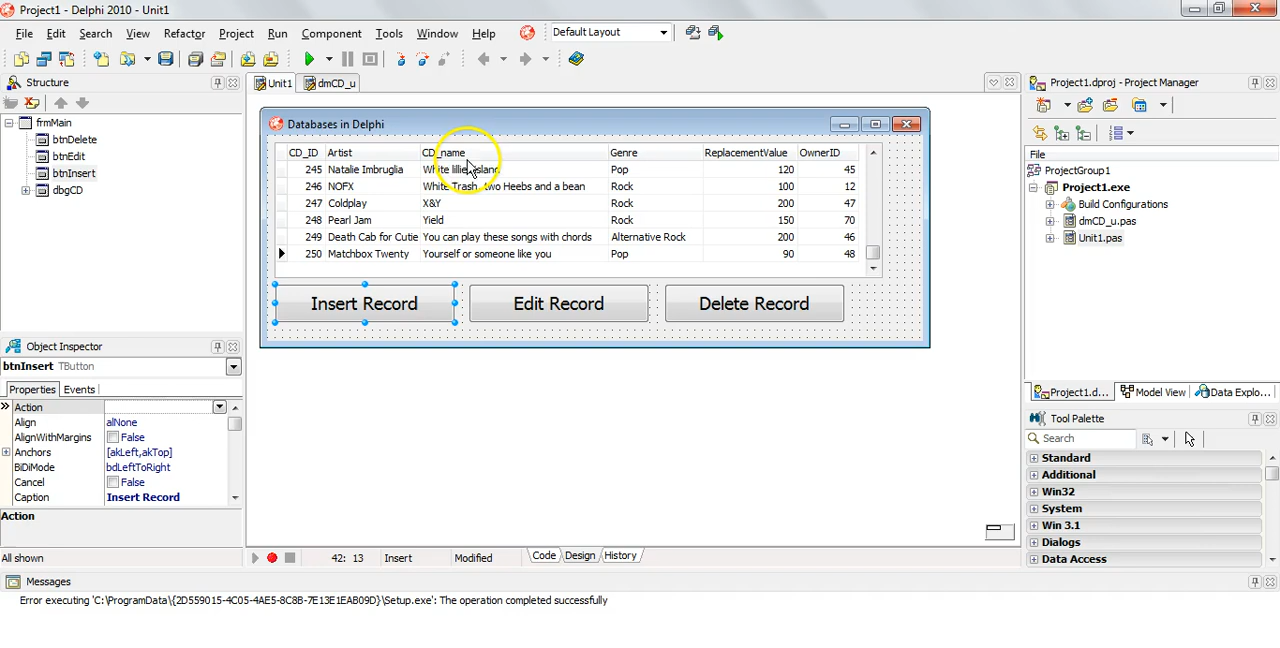 Project1 - Delphi 2010 - Unit1
File Edit Search View Refactor Project Run Component Tools Window Help Default Layout
Structure
frmMain
btnDelete
btnEdit
btnInsert
dbgCD
Object Inspector
btnInsert TButton
Properties Events
Action
Align alNone
AlignWithMargins False
Anchors [akLeft,akTop]
BiDiMode bdLeftToRight
Cancel False
Caption Insert Record
Action
All shown
Unit1 dmCD_u
Databases in Delphi
CD_ID Artist CD_name Genre ReplacementValue OwnerID
245 Natalie Imbruglia White lillie island Pop 120 45
246 NOFX White Trash, two Heebs and a bean Rock 100 12
247 Coldplay X&Y Rock 200 47
248 Pearl Jam Yield Rock 150 70
249 Death Cab for Cutie You can play these songs with chords Alternative Rock 200 46
250 Matchbox Twenty Yourself or someone like you Pop 90 48
Insert Record Edit Record Delete Record
42: 13 Insert Modified Code Design History
Project1.dproj - Project Manager
File
ProjectGroup1
Project1.exe
Build Configurations
dmCD_u.pas
Unit1.pas
Project1.d... Model View Data Explo...
Tool Palette
Search
Standard
Additional
Win32
System
Win 3.1
Dialogs
Data Access
Messages
Error executing 'C:\ProgramData\{2D559015-4C05-4AE5-8C8B-7E13E1EAB09D}\Setup.exe': The operation completed successfully